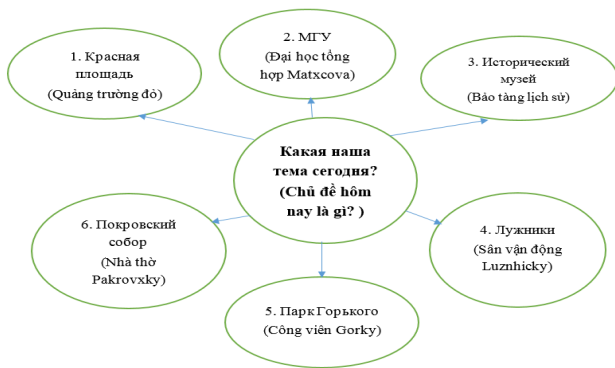 1. Красная
площадь
(Quảng trường đỏ)
2. МГУ
(Đại học tổng
hợp Matxcova)
3. Исторический
музей
(Bảo tàng lịch sử)
Какая наша
тема сегодня?
(Chủ đề hôm
nay là gì? )
6. Покровский
собор
(Nhà thờ
Pakrovxky)
4. Лужники
(Sân vận động
Luznhicky)
5. Парк Горького
(Công viên Gorky)